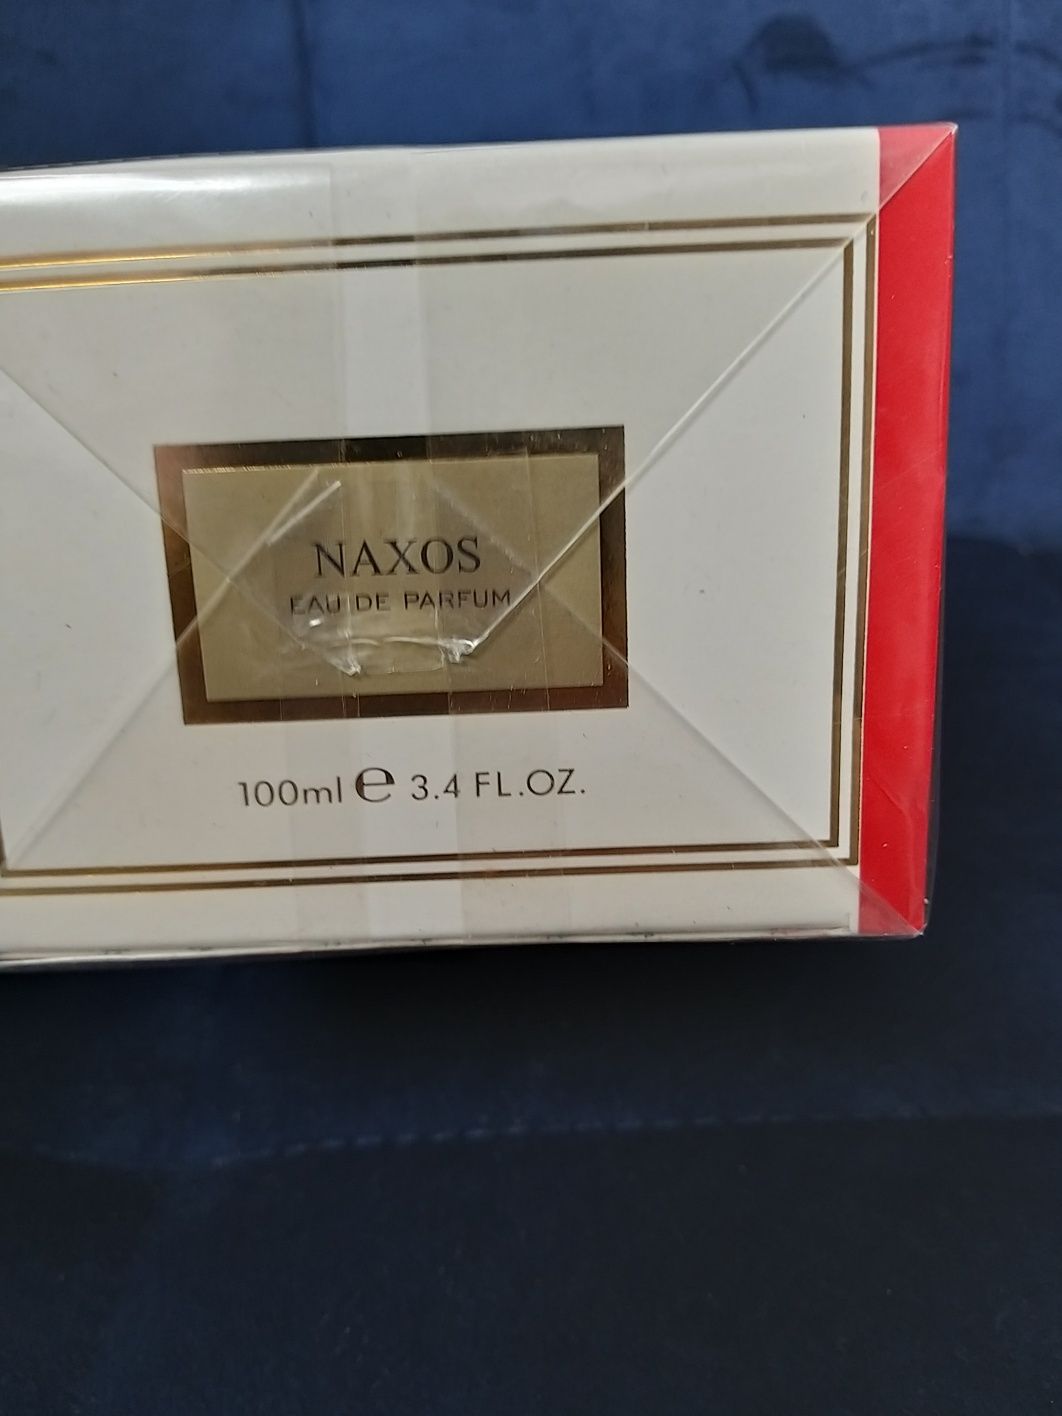 NAXOS
EAU DE PARFUM
100ml ℮ 3.4 FL.OZ.